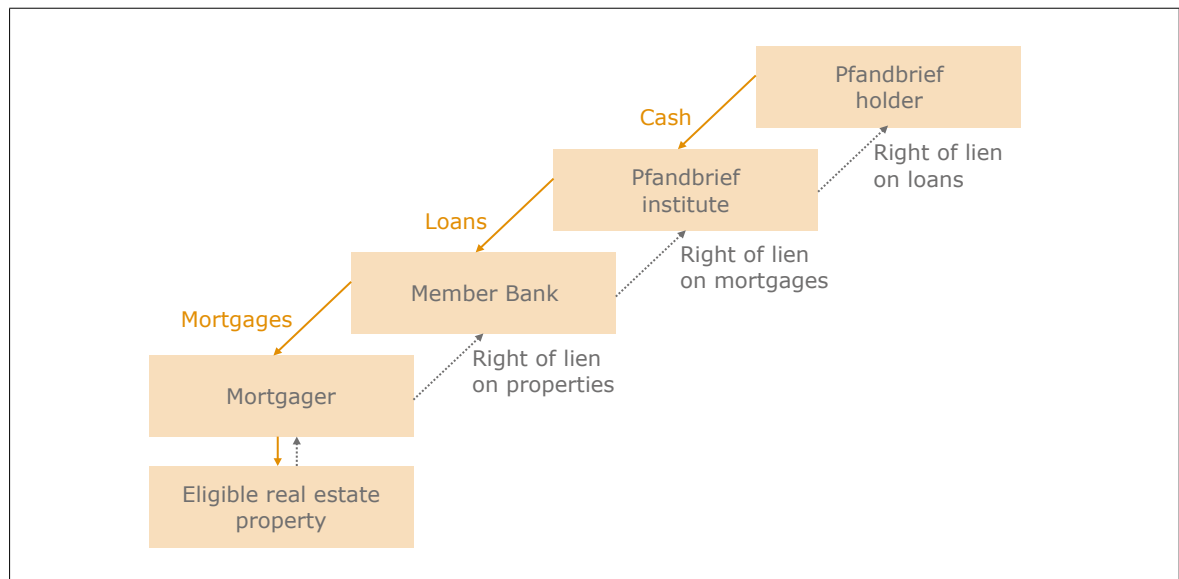 Pfandbrief
holder
Cash
Right of lien
on loans
Pfandbrief
institute
Loans
Right of lien
on mortgages
Member Bank
Mortgages
Right of lien
on properties
Mortgager
Eligible real estate
property